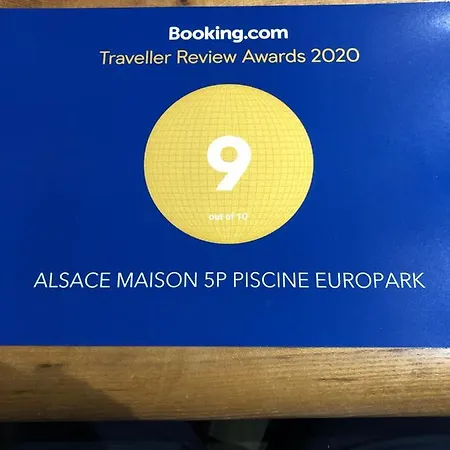 Booking.com
Traveller Review Awards 2020
9
out of 10
ALSACE MAISON 5P PISCINE EUROPARK